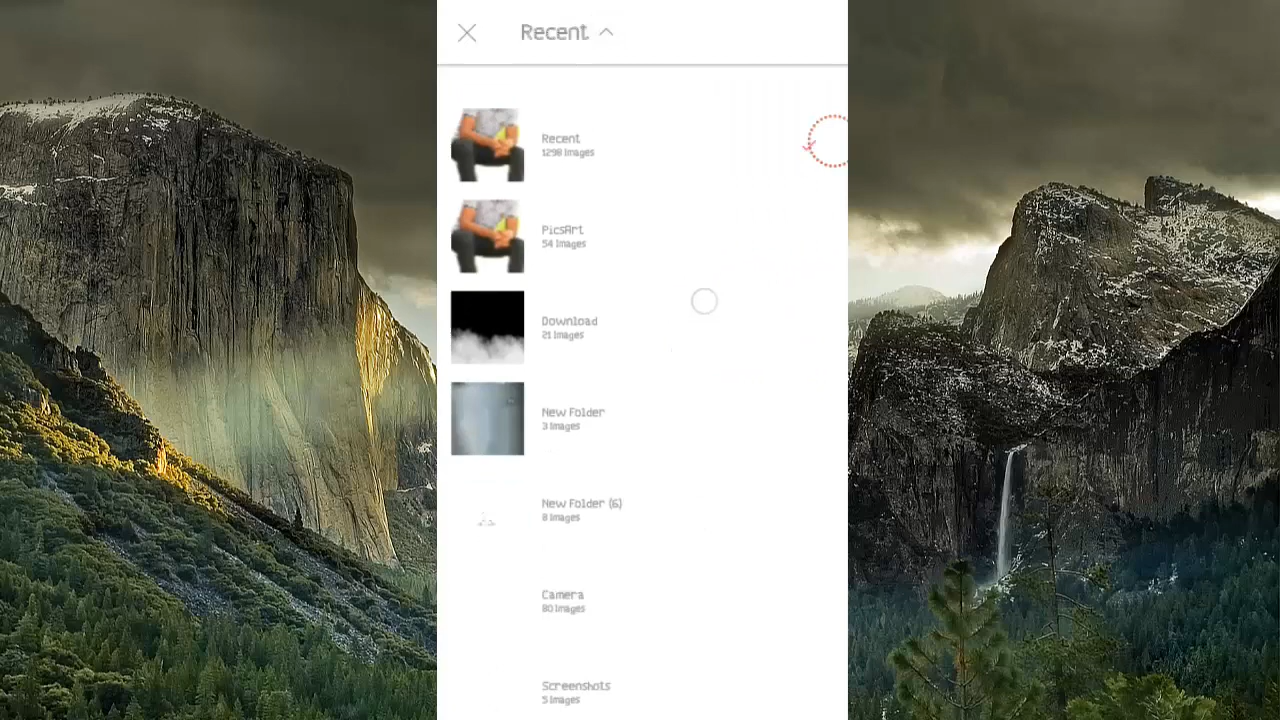 Recent
Recent
1298 Images
PicsArt
54 Images
Download
21 Images
New Folder
3 Images
New Folder (6)
8 Images
Camera
80 Images
Screenshots
5 Images